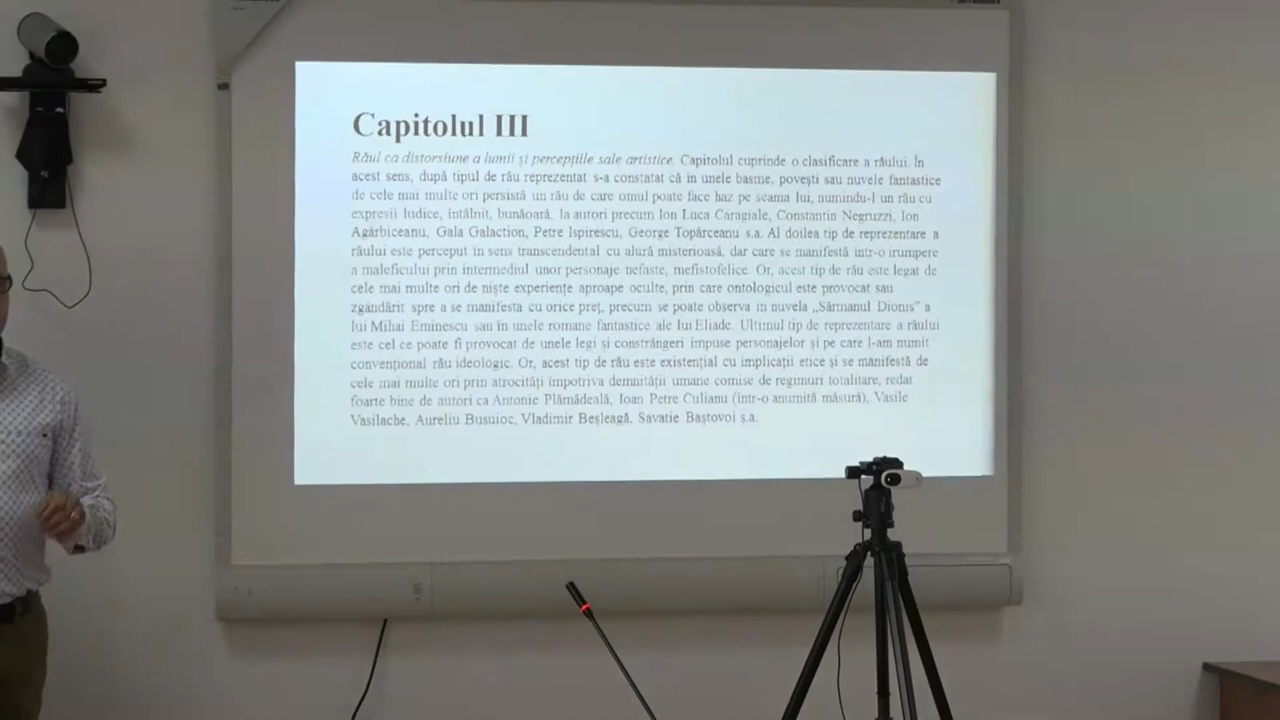 Capitolul III
Răul ca distorsiune a lumii și percepțiile sale artistice. Capitolul cuprinde o clasificare a răului. În
acest sens, după tipul de rău reprezentat s-a constatat că în unele basme, povești sau nuvele fantastice
de cele mai multe ori persistă un rău de care omul poate face haz pe seama lui, numindu-l un rău cu
expresii ludice, întâlnit, bunăoară, la autori precum Ion Luca Caragiale, Constantin Negruzzi, Ion
Agârbiceanu, Gala Galaction, Petre Ispirescu, George Topârceanu ș.a. Al doilea tip de reprezentare a
răului este perceput în sens transcendental cu alură misterioasă, dar care se manifestă într-o irumpere
a maleficului prin intermediul unor personaje nefaste, mefistofelice. Or, acest tip de rău este legat de
cele mai multe ori de niște experiențe aproape oculte, prin care ontologicul este provocat sau
zgândărit spre a se manifesta cu orice preț, precum se poate observa în nuvela „Sărmanul Dionis” a
lui Mihai Eminescu sau în unele romane fantastice ale lui Eliade. Ultimul tip de reprezentare a răului
este cel ce poate fi provocat de unele legi și constrângeri impuse personajelor și pe care l-am numit
convențional rău ideologic. Or, acest tip de rău este existențial cu implicații etice și se manifestă de
cele mai multe ori prin atrocități împotriva demnității umane comise de regimuri totalitare, redat
foarte bine de autori ca Antonie Plămădeală, Ioan Petre Culianu (într-o anumită măsură), Vasile
Vasilache, Aureliu Busuioc, Vladimir Beșleagă, Savatie Baștovoi ș.a.